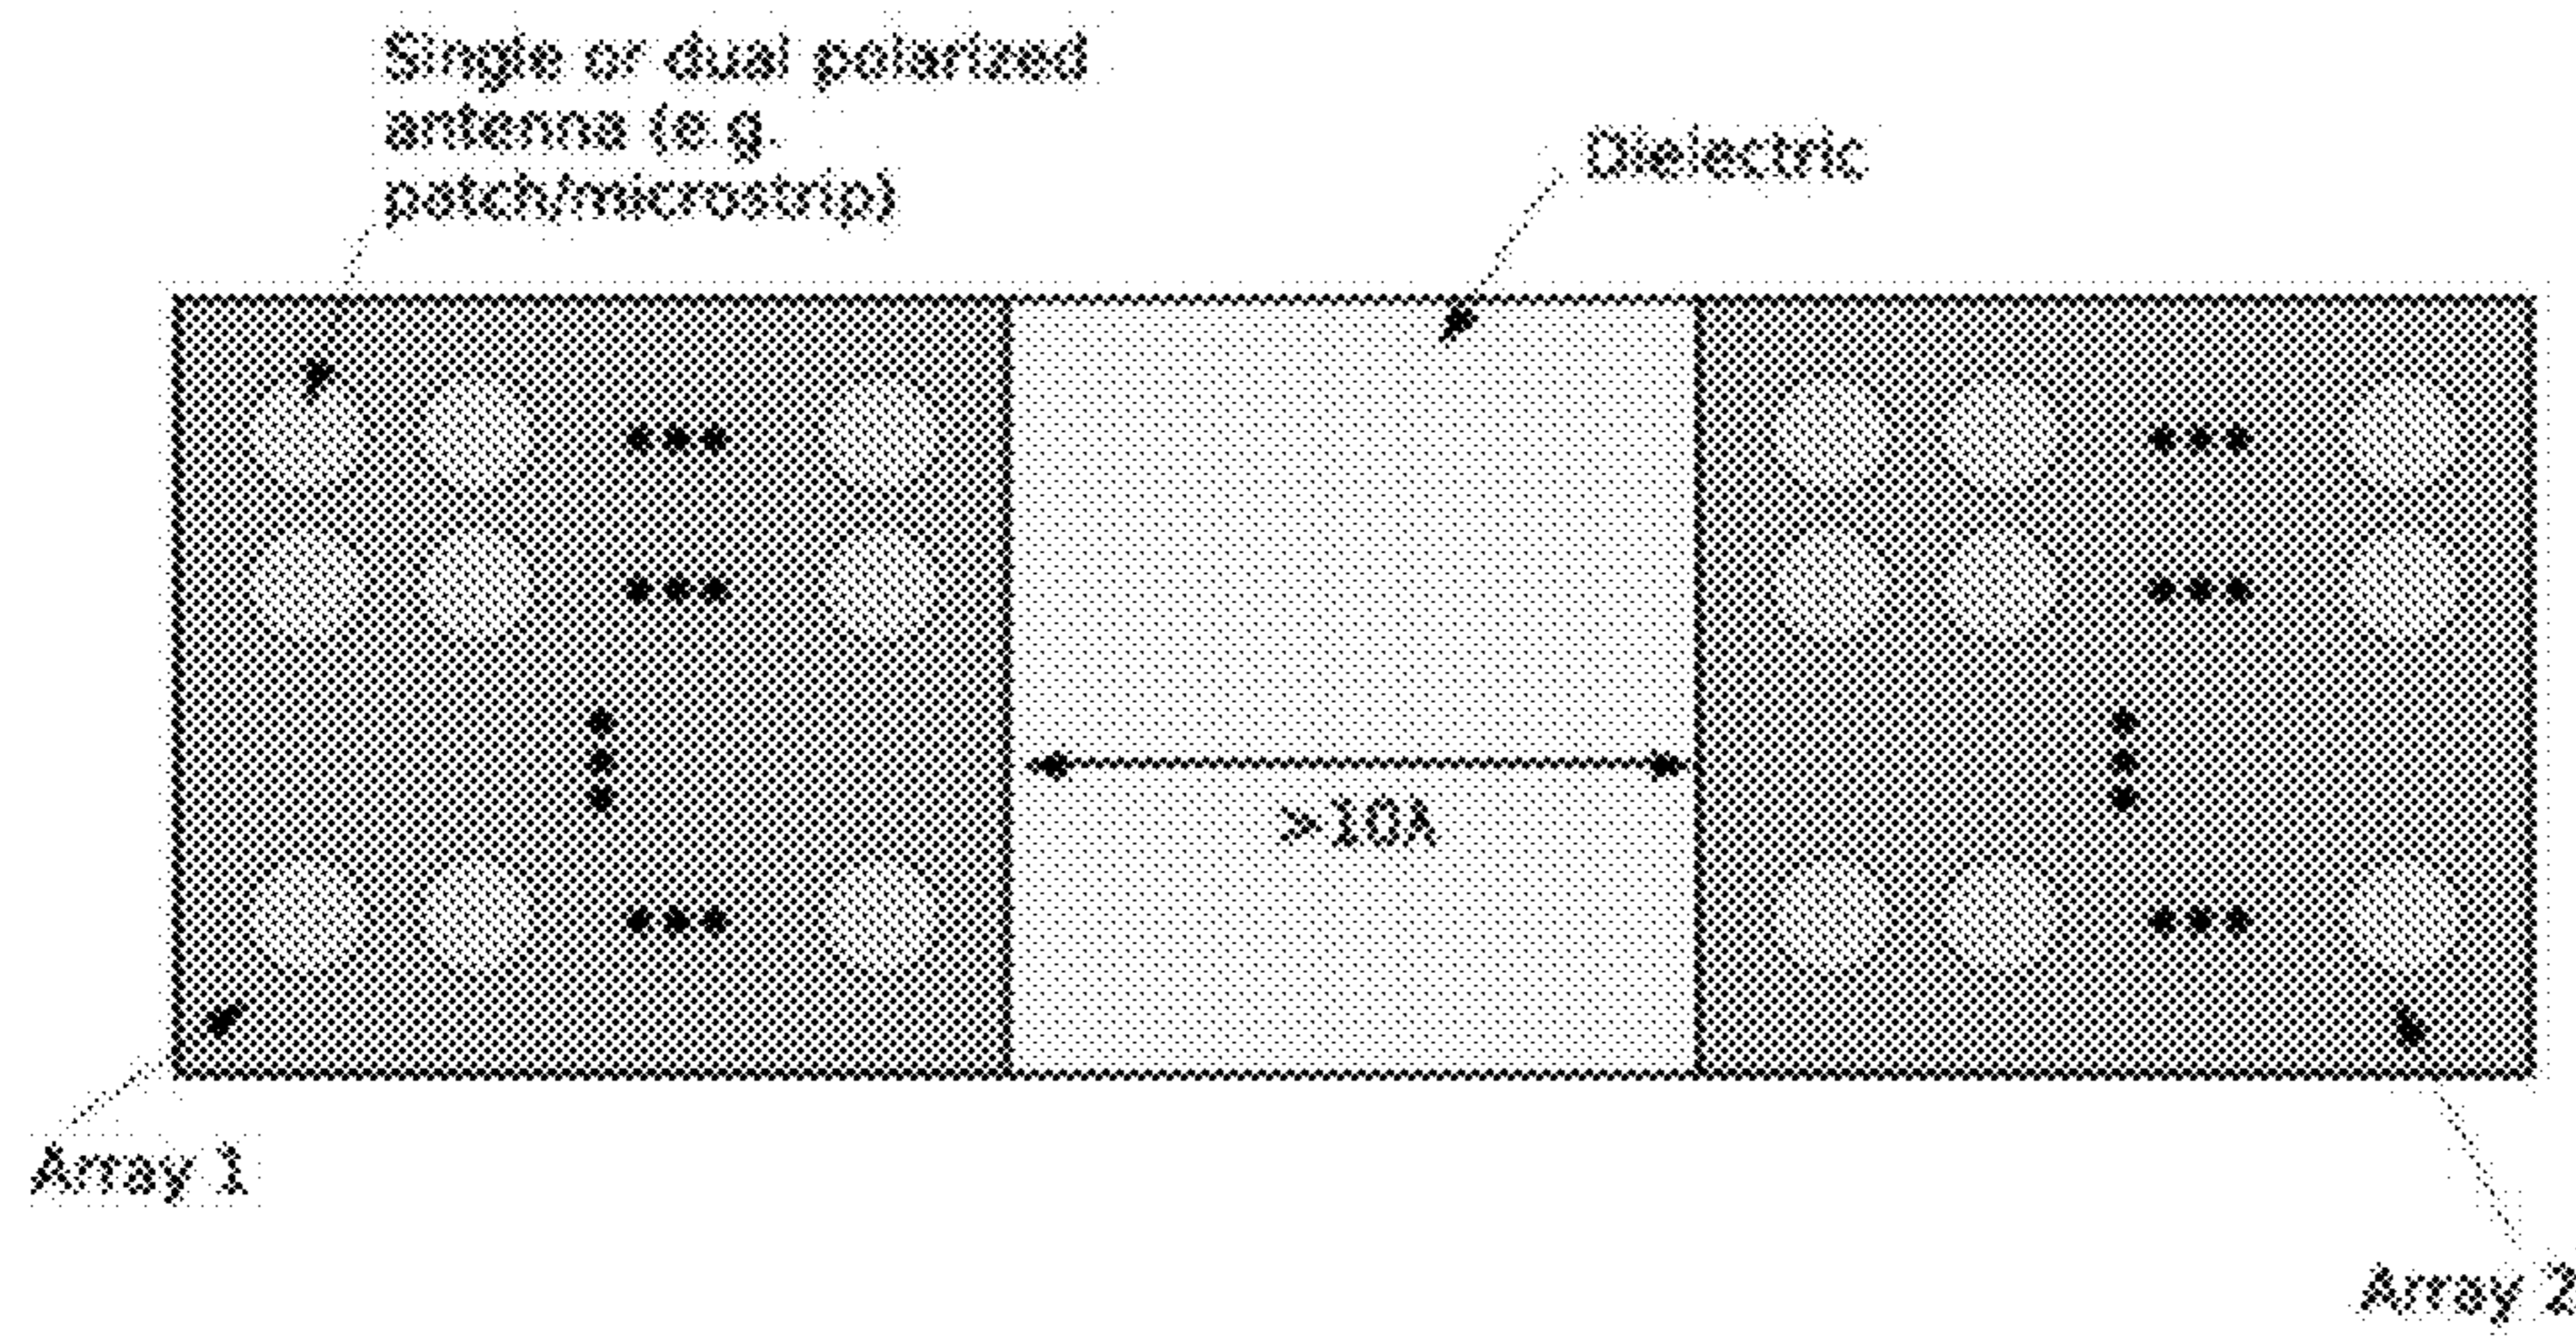 Single or dual polarized
antenna (e.g.
patch/microstrip)
Dielectric
>10λ
Array 1
Array 2